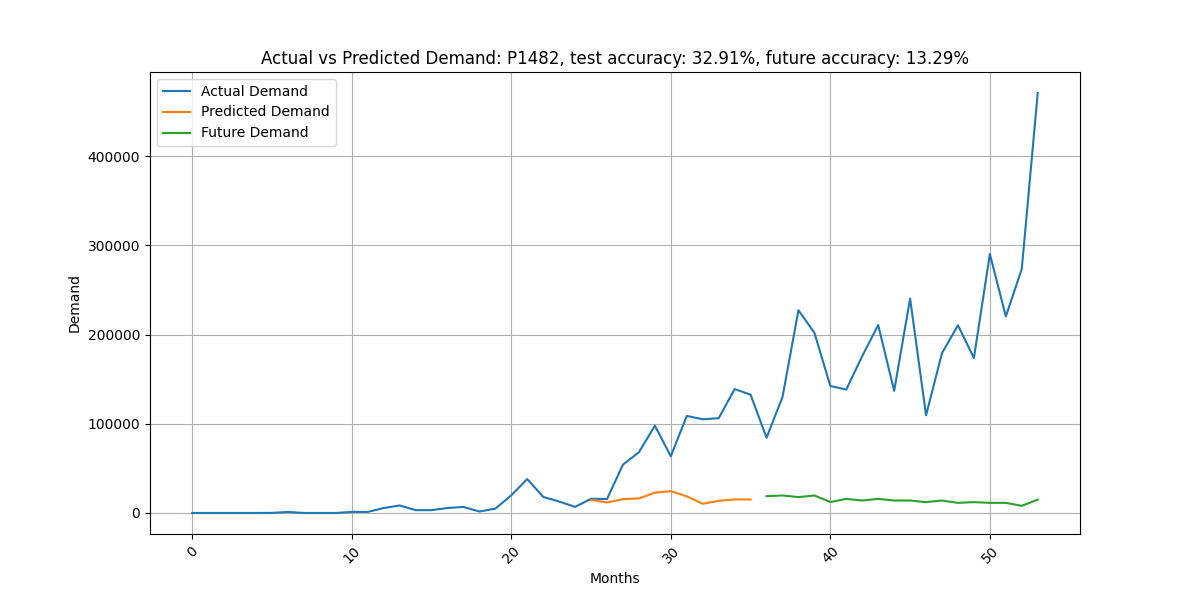 Actual vs Predicted Demand: P1482, test accuracy: 32.91%, future accuracy: 13.29%
Actual Demand
Predicted Demand
Future Demand
400000
300000
200000
100000
0
Demand
0 10 20 30 40 50
Months